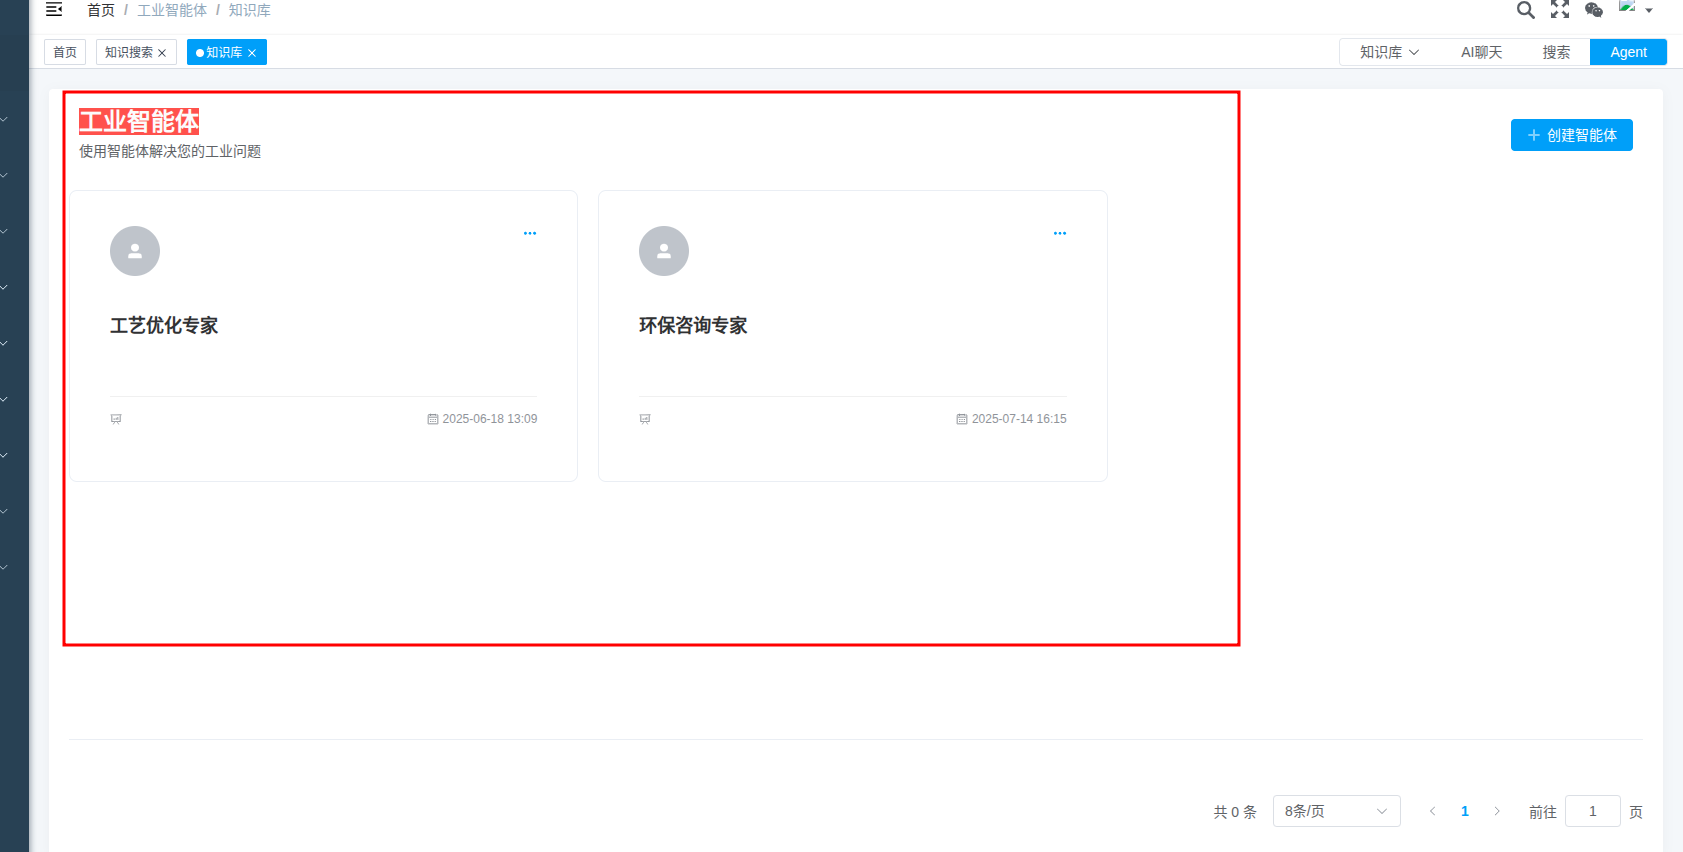 首页 / 工业智能体 / 知识库
首页
知识搜索
知识库
知识库
AI聊天
搜索
Agent
工业智能体
使用智能体解决您的工业问题
创建智能体
工艺优化专家
2025-06-18 13:09
环保咨询专家
2025-07-14 16:15
共 0 条
8条/页
1
前往 1 页